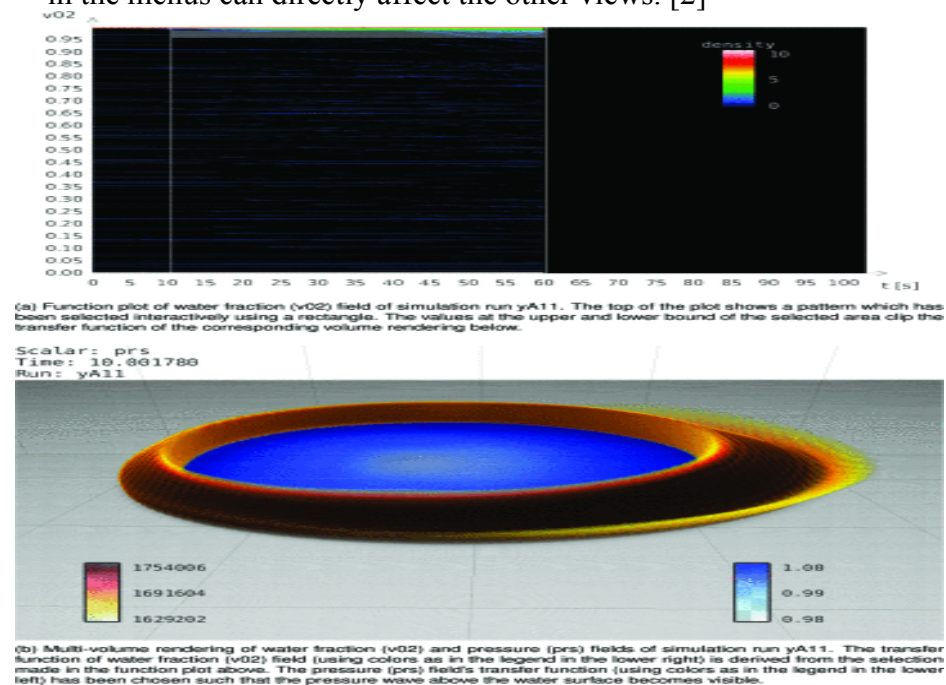 in the menus can directly affect the other views. [2]
v02
0.95
0.90
0.85
0.80
0.75
0.70
0.65
0.60
0.55
0.50
0.45
0.40
0.35
0.30
0.25
0.20
0.15
0.10
0.05
0.00
density
10
5
0
0 5 10 15 20 25 30 35 40 45 50 55 60 65 70 75 80 85 90 95 100 t[s]
(a) Function plot of water fraction (v02) field of simulation run yA11. The top of the plot shows a pattern which has
been selected interactively using a rectangle. The values at the upper and lower bound of the selected area clip the
transfer function of the corresponding volume rendering below.
Scalar: prs
Time: 10.001780
Run: yA11
1754006
1691604
1629202
1.00
0.99
0.98
(b) Multi-volume rendering of water fraction (v02) and pressure (prs) fields of simulation run yA11. The transfer
function of water fraction (v02) field (using colors as in the legend in the lower right) is derived from the selection
made in the function plot above. The pressure (prs) field's transfer function (using colors as in the legend in the lower
left) has been chosen such that the pressure wave above the water surface becomes visible.